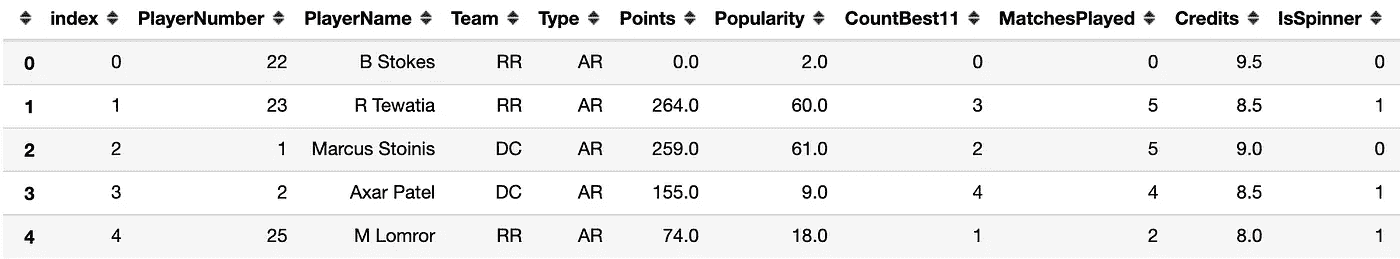 index PlayerNumber PlayerName Team Type Points Popularity CountBest11 MatchesPlayed Credits IsSpinner
0 0 22 B Stokes RR AR 0.0 2.0 0 0 9.5 0
1 1 23 R Tewatia RR AR 264.0 60.0 3 5 8.5 1
2 2 1 Marcus Stoinis DC AR 259.0 61.0 2 5 9.0 0
3 3 2 Axar Patel DC AR 155.0 9.0 4 4 8.5 1
4 4 25 M Lomror RR AR 74.0 18.0 1 2 8.0 1